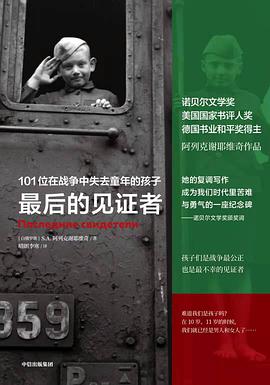 诺贝尔文学奖
美国国家书评人奖
德国书业和平奖得主
阿列克谢耶维奇作品
101位在战争中失去童年的孩子
最后的见证者
Последние свидетели
[白俄罗斯] S.A. 阿列克谢耶维奇 著
晴朗李寒 译
她的复调写作
成为我们时代里苦难
与勇气的一座纪念碑
——诺贝尔文学奖颁奖词
孩子们是战争最公正
也是最不幸的见证者
359
难道我们是孩子吗?
在 10 岁、11 岁的时候,
我们就已经是男人和女人了……
中信出版集团